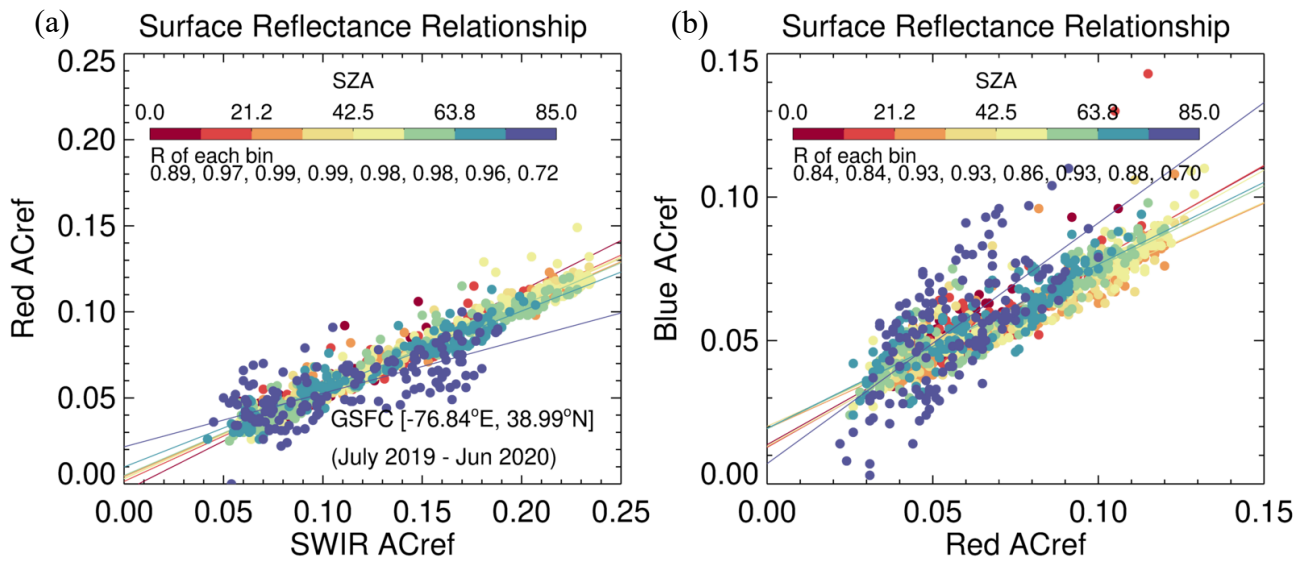 (a)
Surface Reflectance Relationship
SZA
0.0 21.2 42.5 63.8 85.0
R of each bin
0.89, 0.97, 0.99, 0.99, 0.98, 0.98, 0.96, 0.72
Red ACref
0.25
0.20
0.15
0.10
0.05
0.00
GSFC [-76.84°E, 38.99°N]
(July 2019 - Jun 2020)
0.00 0.05 0.10 0.15 0.20 0.25
SWIR ACref
(b)
Surface Reflectance Relationship
SZA
0.0 21.2 42.5 63.8 85.0
R of each bin
0.84, 0.84, 0.93, 0.93, 0.86, 0.93, 0.88, 0.70
Blue ACref
0.15
0.10
0.05
0.00
0.00 0.05 0.10 0.15
Red ACref